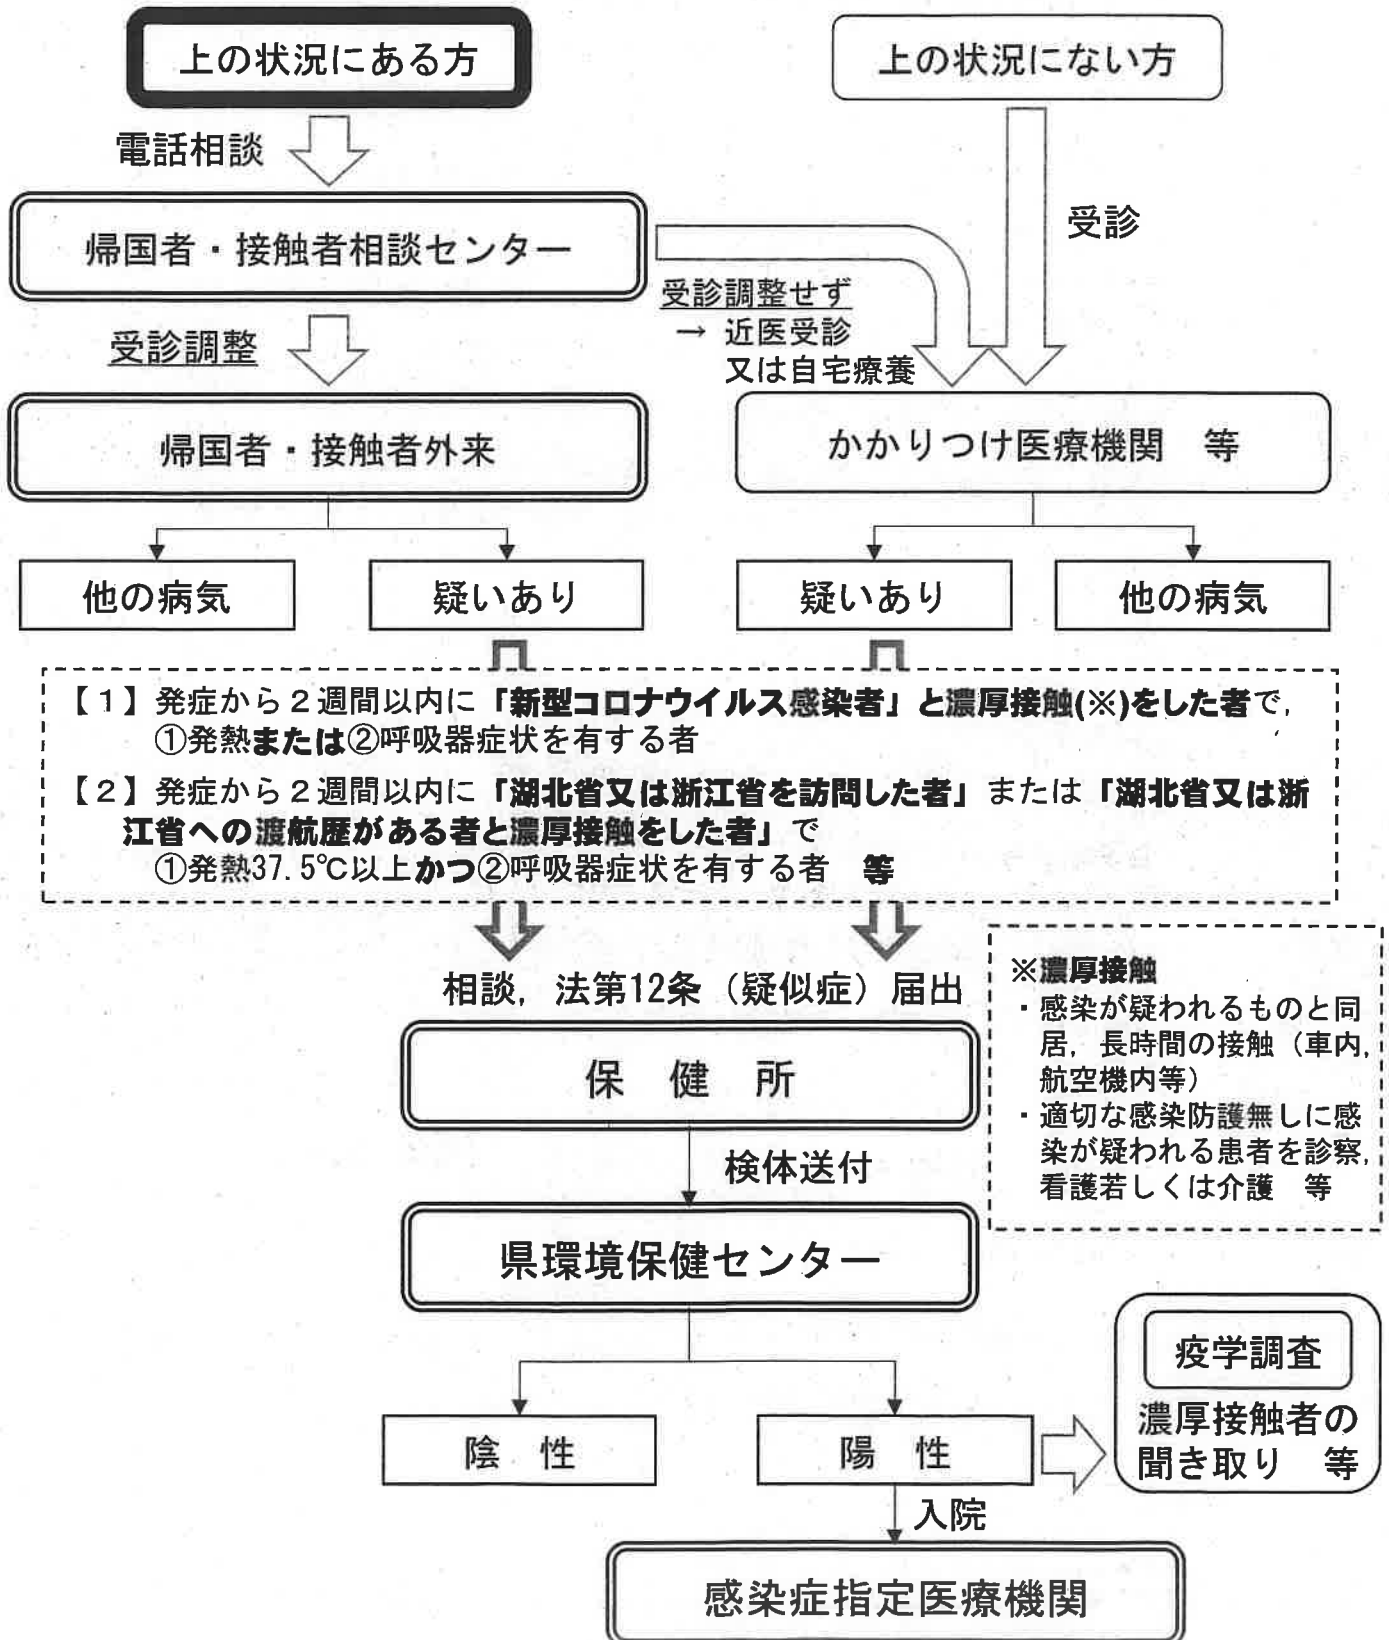 上の状況にある方
上の状況にない方
電話相談
受診
帰国者・接触者相談センター
受診調整せず
→ 近医受診
又は自宅療養
受診調整
帰国者・接触者外来
かかりつけ医療機関　等
他の病気
疑いあり
疑いあり
他の病気
【１】発症から２週間以内に「新型コロナウイルス感染者」と濃厚接触(※)をした者で，
①発熱または②呼吸器症状を有する者
【２】発症から２週間以内に「湖北省又は浙江省を訪問した者」または「湖北省又は浙
江省への渡航歴がある者と濃厚接触をした者」で
①発熱37.5℃以上かつ②呼吸器症状を有する者　等
相談，法第12条（疑似症）届出
※濃厚接触
・感染が疑われるものと同
居，長時間の接触（車内，
航空機内等）
・適切な感染防護無しに感
染が疑われる患者を診察，
看護若しくは介護　等
保　健　所
検体送付
県環境保健センター
疫学調査
濃厚接触者の
聞き取り　等
陰　性
陽　性
入院
感染症指定医療機関